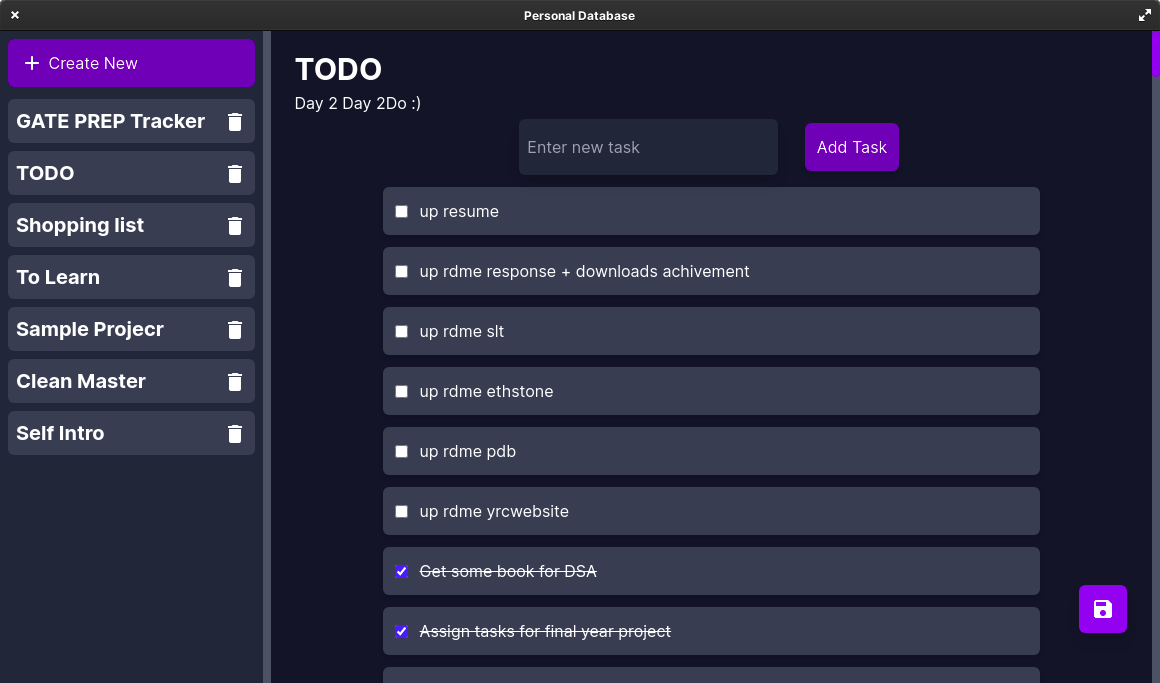 Personal Database
Create New
GATE PREP Tracker
TODO
Shopping list
To Learn
Sample Projecr
Clean Master
Self Intro
TODO
Day 2 Day 2Do :)
Enter new task
Add Task
up resume
up rdme response + downloads achivement
up rdme slt
up rdme ethstone
up rdme pdb
up rdme yrcwebsite
Get some book for DSA
Assign tasks for final year project